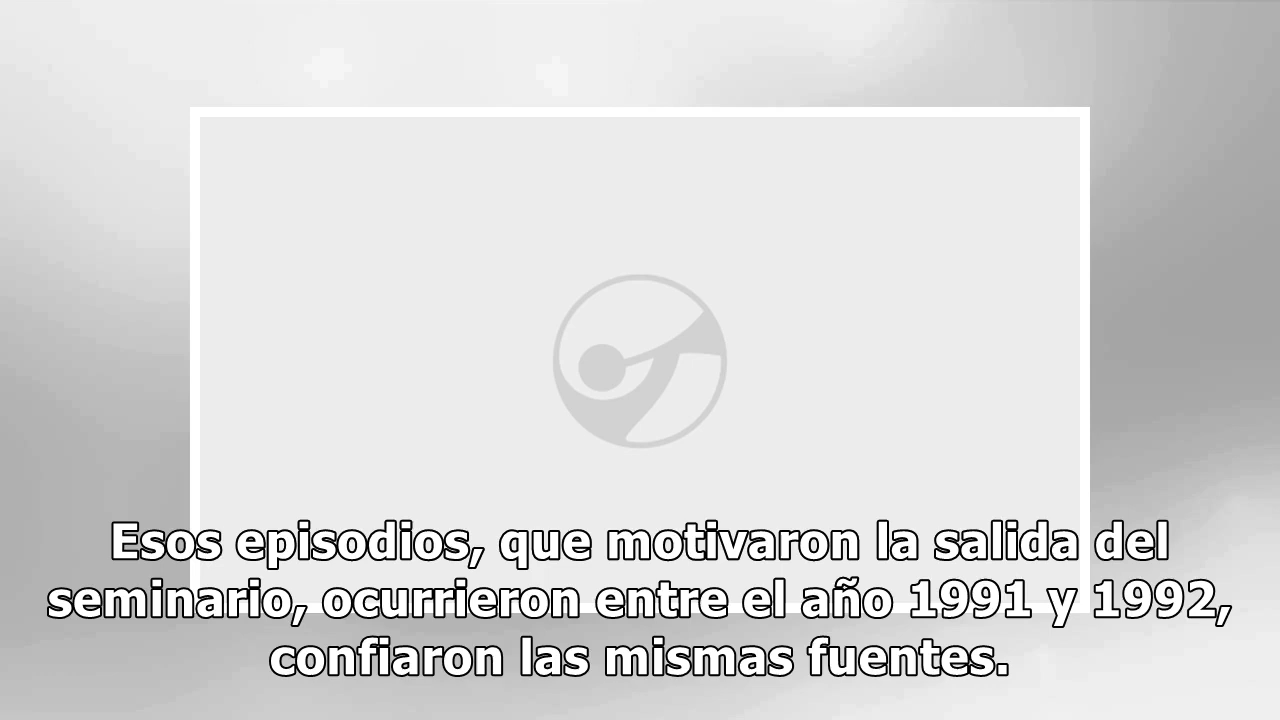 Esos episodios, que motivaron la salida del
seminario, ocurrieron entre el año 1991 y 1992,
confiaron las mismas fuentes.